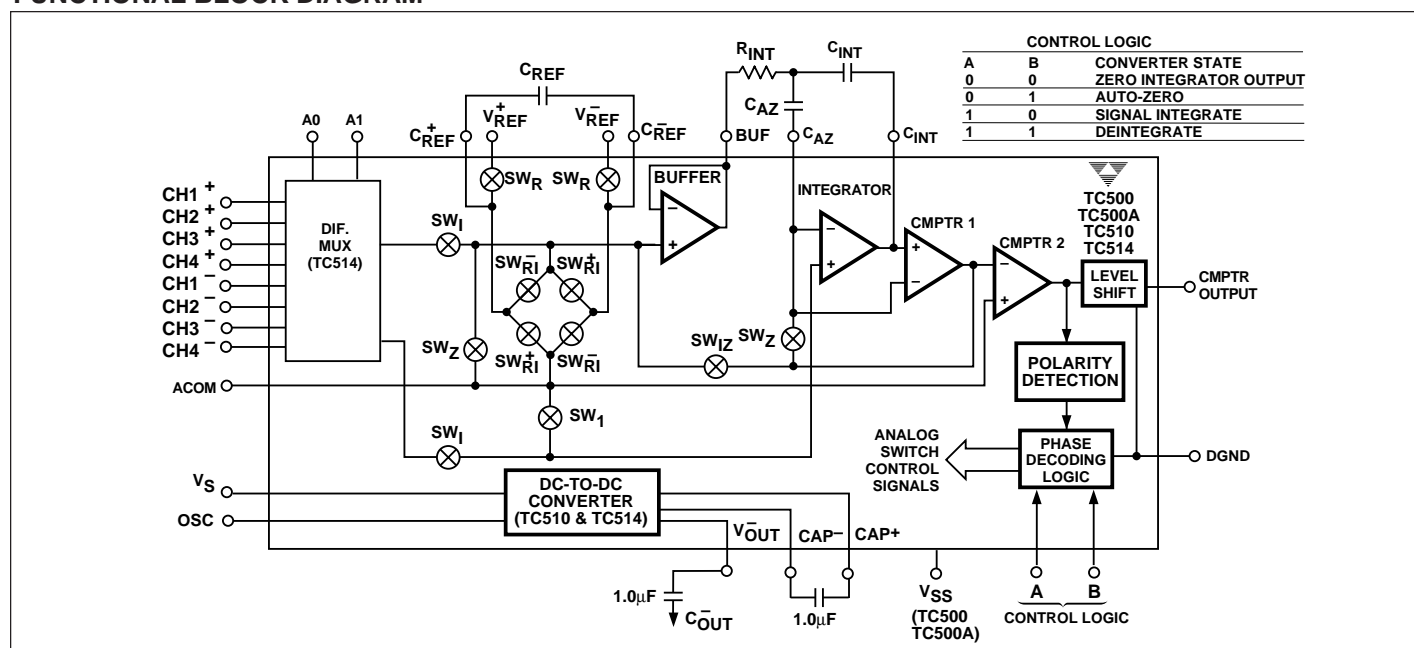 FUNCTIONAL BLOCK DIAGRAM
CONTROL LOGIC
A B CONVERTER STATE
0 0 ZERO INTEGRATOR OUTPUT
0 1 AUTO-ZERO
1 0 SIGNAL INTEGRATE
1 1 DEINTEGRATE
RINT
CINT
CREF
CAZ
A0
A1
C+REF
V+REF
V–REF
C–REF
BUF
CAZ
CINT
SWR
SWR
BUFFER
INTEGRATOR
CMPTR 1
CMPTR 2
TC500
TC500A
TC510
TC514
CH1 +
CH2 +
CH3 +
CH4 +
CH1 –
CH2 –
CH3 –
CH4 –
DIF.
MUX
(TC514)
SWI
SW–RI
SW+RI
SW+RI
SW–RI
SWZ
SWIZ
SWZ
–
+
–
+
+
–
–
+
LEVEL
SHIFT
CMPTR
OUTPUT
POLARITY
DETECTION
ACOM
SW1
SWI
ANALOG
SWITCH
CONTROL
SIGNALS
PHASE
DECODING
LOGIC
DGND
VS
OSC
DC-TO-DC
CONVERTER
(TC510 & TC514)
V–OUT
CAP–
CAP+
1.0µF
C–OUT
1.0µF
VSS
(TC500
TC500A)
A
B
CONTROL LOGIC